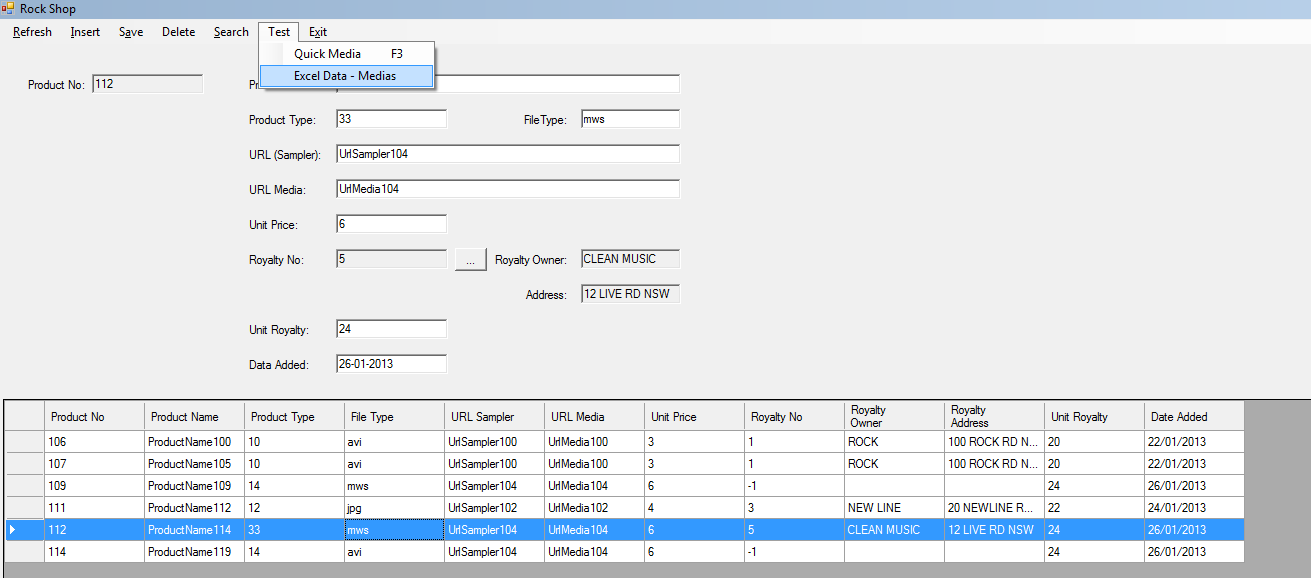 Rock Shop
Refresh Insert Save Delete Search Test Exit
Quick Media F3
Excel Data - Medias
Product No: 112
Product Type: 33 FileType: mws
URL (Sampler): UrlSampler104
URL Media: UrlMedia104
Unit Price: 6
Royalty No: 5 ... Royalty Owner: CLEAN MUSIC
Address: 12 LIVE RD NSW
Unit Royalty: 24
Data Added: 26-01-2013
Product No Product Name Product Type File Type URL Sampler URL Media Unit Price Royalty No Royalty Owner Royalty Address Unit Royalty Date Added
106 ProductName100 10 avi UrlSampler100 UrlMedia100 3 1 ROCK 100 ROCK RD N... 20 22/01/2013
107 ProductName105 10 avi UrlSampler100 UrlMedia100 3 1 ROCK 100 ROCK RD N... 20 22/01/2013
109 ProductName109 14 mws UrlSampler104 UrlMedia104 6 -1 24 26/01/2013
111 ProductName112 12 jpg UrlSampler102 UrlMedia102 4 3 NEW LINE 20 NEWLINE R... 22 24/01/2013
112 ProductName114 33 mws UrlSampler104 UrlMedia104 6 5 CLEAN MUSIC 12 LIVE RD NSW 24 26/01/2013
114 ProductName119 14 avi UrlSampler104 UrlMedia104 6 -1 24 26/01/2013